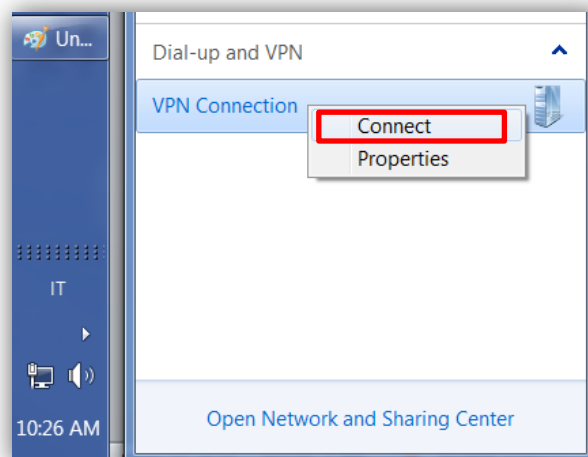 Un...
Dial-up and VPN
VPN Connection
Connect
Properties
IT
10:26 AM
Open Network and Sharing Center